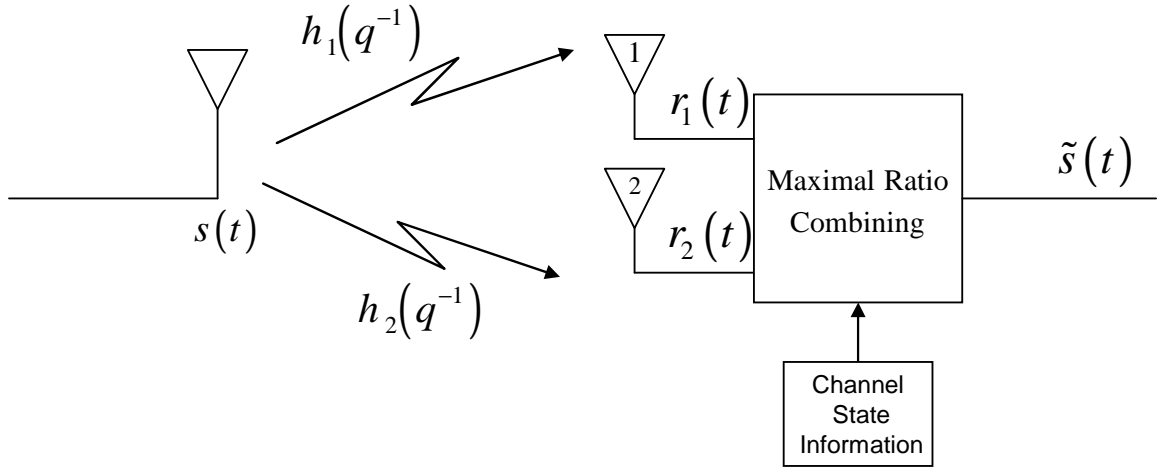 h₁(q⁻¹)
1
r₁(t)
s(t)
2
r₂(t)
h₂(q⁻¹)
Maximal Ratio
Combining
s̃(t)
Channel
State
Information